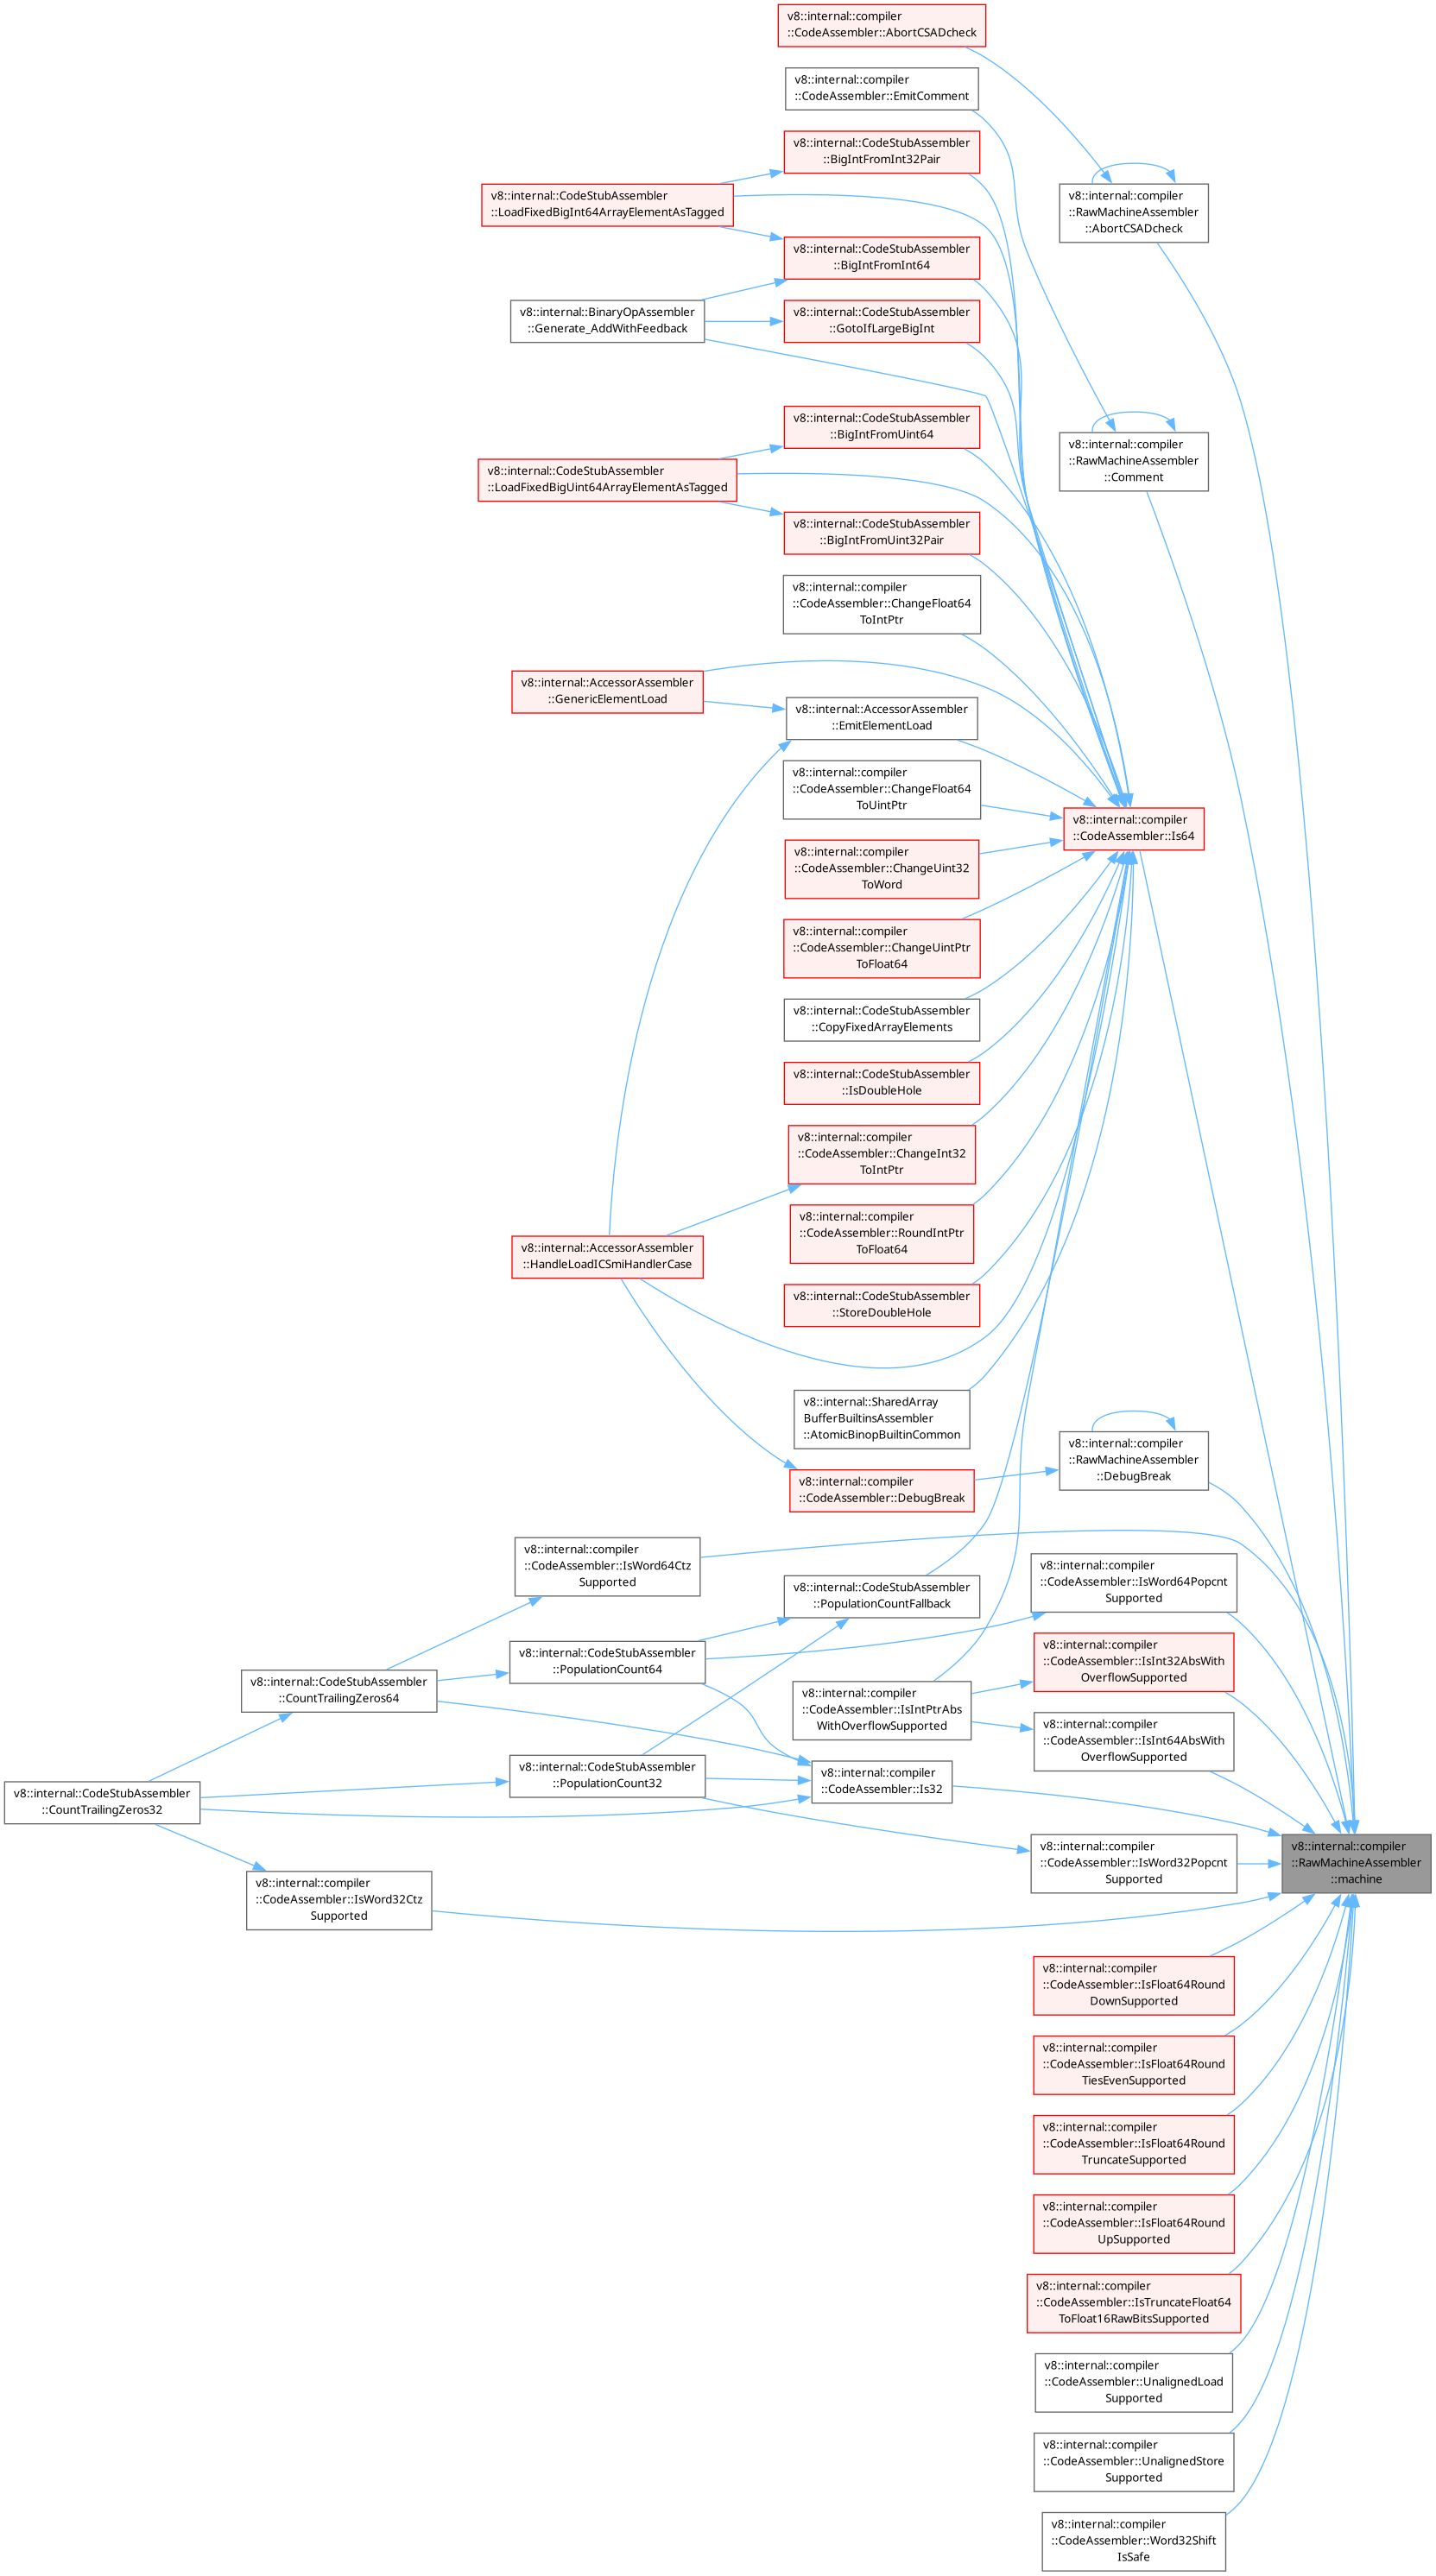 v8::internal::compiler
::CodeAssembler::AbortCSADcheck
v8::internal::compiler
::CodeAssembler::EmitComment
v8::internal::CodeStubAssembler
::BigIntFromInt32Pair
v8::internal::CodeStubAssembler
::LoadFixedBigInt64ArrayElementAsTagged
v8::internal::compiler
::RawMachineAssembler
::AbortCSADcheck
v8::internal::CodeStubAssembler
::BigIntFromInt64
v8::internal::BinaryOpAssembler
::Generate_AddWithFeedback
v8::internal::CodeStubAssembler
::GotoIfLargeBigInt
v8::internal::CodeStubAssembler
::BigIntFromUint64
v8::internal::compiler
::RawMachineAssembler
::Comment
v8::internal::CodeStubAssembler
::LoadFixedBigUint64ArrayElementAsTagged
v8::internal::CodeStubAssembler
::BigIntFromUint32Pair
v8::internal::compiler
::CodeAssembler::ChangeFloat64
ToIntPtr
v8::internal::AccessorAssembler
::GenericElementLoad
v8::internal::AccessorAssembler
::EmitElementLoad
v8::internal::compiler
::CodeAssembler::ChangeFloat64
ToUintPtr
v8::internal::compiler
::CodeAssembler::Is64
v8::internal::compiler
::CodeAssembler::ChangeUint32
ToWord
v8::internal::compiler
::CodeAssembler::ChangeUintPtr
ToFloat64
v8::internal::CodeStubAssembler
::CopyFixedArrayElements
v8::internal::CodeStubAssembler
::IsDoubleHole
v8::internal::compiler
::CodeAssembler::ChangeInt32
ToIntPtr
v8::internal::compiler
::CodeAssembler::RoundIntPtr
ToFloat64
v8::internal::AccessorAssembler
::HandleLoadICSmiHandlerCase
v8::internal::CodeStubAssembler
::StoreDoubleHole
v8::internal::SharedArray
BufferBuiltinsAssembler
::AtomicBinopBuiltinCommon
v8::internal::compiler
::RawMachineAssembler
::DebugBreak
v8::internal::compiler
::CodeAssembler::DebugBreak
v8::internal::compiler
::CodeAssembler::IsWord64Ctz
Supported
v8::internal::CodeStubAssembler
::PopulationCountFallback
v8::internal::compiler
::CodeAssembler::IsWord64Popcnt
Supported
v8::internal::CodeStubAssembler
::PopulationCount64
v8::internal::compiler
::CodeAssembler::IsInt32AbsWith
OverflowSupported
v8::internal::CodeStubAssembler
::CountTrailingZeros64
v8::internal::compiler
::CodeAssembler::IsIntPtrAbs
WithOverflowSupported
v8::internal::compiler
::CodeAssembler::IsInt64AbsWith
OverflowSupported
v8::internal::CodeStubAssembler
::PopulationCount32
v8::internal::compiler
::CodeAssembler::Is32
v8::internal::CodeStubAssembler
::CountTrailingZeros32
v8::internal::compiler
::CodeAssembler::IsWord32Popcnt
Supported
v8::internal::compiler
::RawMachineAssembler
::machine
v8::internal::compiler
::CodeAssembler::IsWord32Ctz
Supported
v8::internal::compiler
::CodeAssembler::IsFloat64Round
DownSupported
v8::internal::compiler
::CodeAssembler::IsFloat64Round
TiesEvenSupported
v8::internal::compiler
::CodeAssembler::IsFloat64Round
TruncateSupported
v8::internal::compiler
::CodeAssembler::IsFloat64Round
UpSupported
v8::internal::compiler
::CodeAssembler::IsTruncateFloat64
ToFloat16RawBitsSupported
v8::internal::compiler
::CodeAssembler::UnalignedLoad
Supported
v8::internal::compiler
::CodeAssembler::UnalignedStore
Supported
v8::internal::compiler
::CodeAssembler::Word32Shift
IsSafe